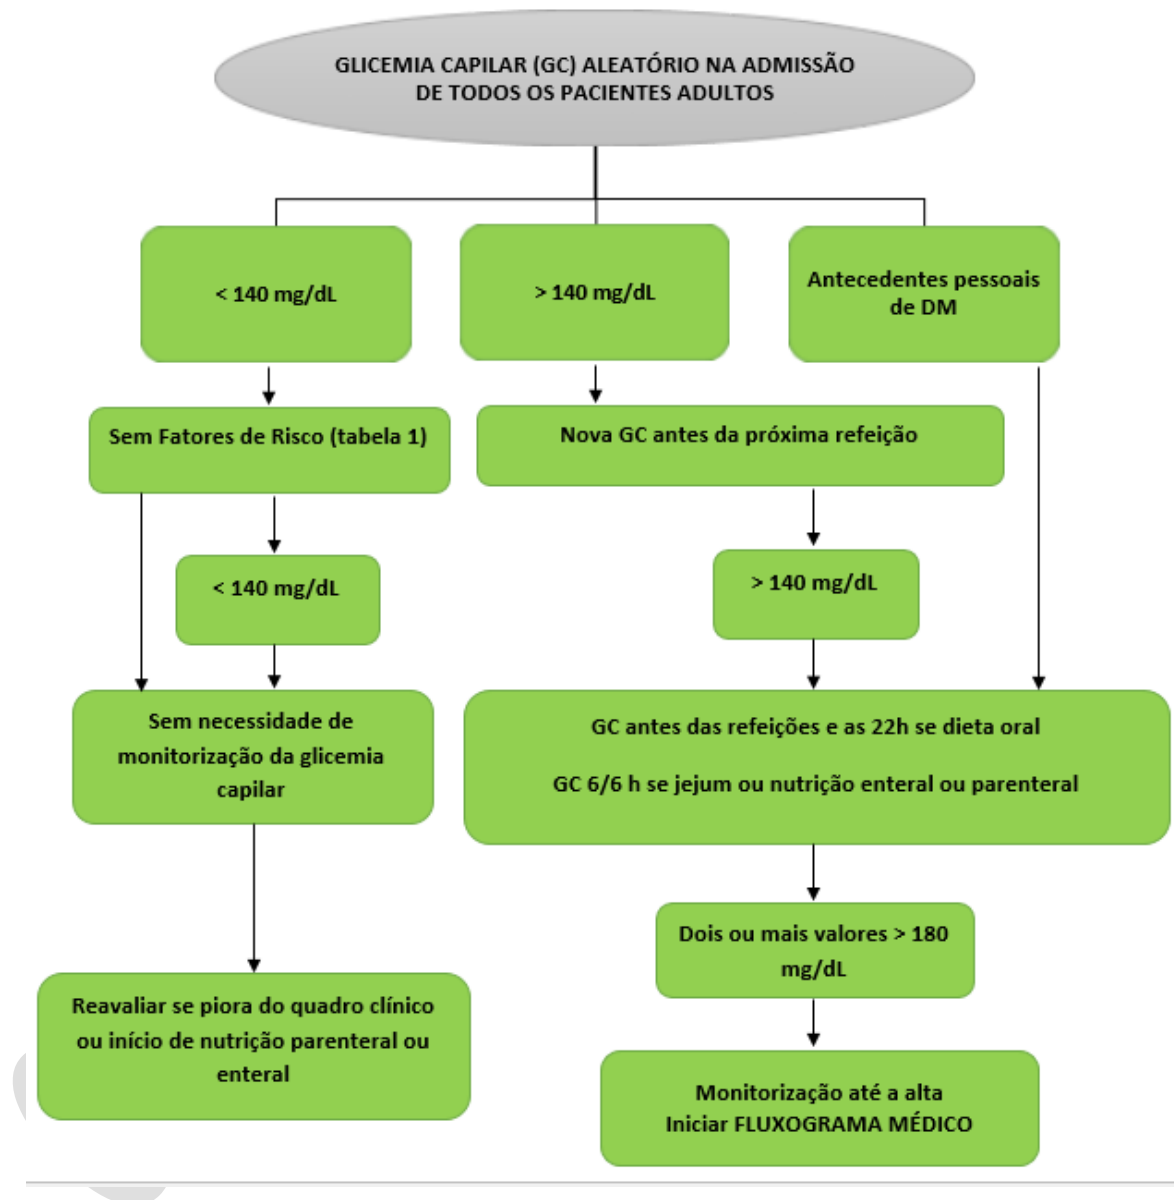 GLICEMIA CAPILAR (GC) ALEATÓRIO NA ADMISSÃO
DE TODOS OS PACIENTES ADULTOS
< 140 mg/dL
> 140 mg/dL
Antecedentes pessoais
de DM
Sem Fatores de Risco (tabela 1)
Nova GC antes da próxima refeição
< 140 mg/dL
> 140 mg/dL
Sem necessidade de
monitorização da glicemia
capilar
GC antes das refeições e as 22h se dieta oral
GC 6/6 h se jejum ou nutrição enteral ou parenteral
Dois ou mais valores > 180
mg/dL
Reavaliar se piora do quadro clínico
ou início de nutrição parenteral ou
enteral
Monitorização até a alta
Iniciar FLUXOGRAMA MÉDICO